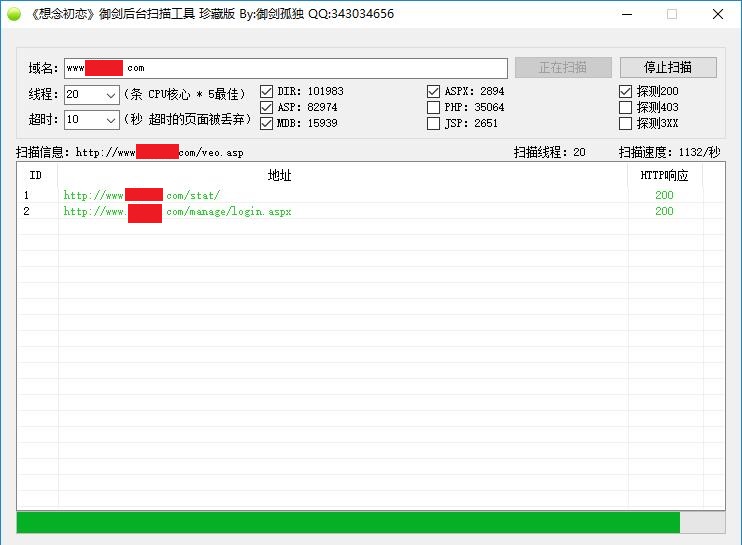 《想念初恋》御剑后台扫描工具 珍藏版 By:御剑孤独 QQ:343034656
域名: www com 正在扫描 停止扫描
线程: 20 (条 CPU核心 * 5最佳) DIR: 101983 ASPX: 2894 探测200
ASP: 82974 PHP: 35064 探测403
超时: 10 (秒 超时的页面被丢弃) MDB: 15939 JSP: 2651 探测3XX
扫描信息: http://www com/veo.asp 扫描线程: 20 扫描速度: 1132/秒
ID 地址 HTTP响应
1 http://www. com/stat/ 200
2 http://www. com/manage/login.aspx 200